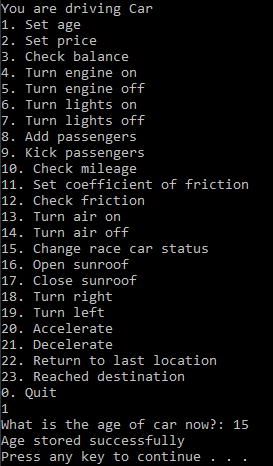 You are driving Car
1. Set age
2. Set price
3. Check balance
4. Turn engine on
5. Turn engine off
6. Turn lights on
7. Turn lights off
8. Add passengers
9. Kick passengers
10. Check mileage
11. Set coefficient of friction
12. Check friction
13. Turn air on
14. Turn air off
15. Change race car status
16. Open sunroof
17. Close sunroof
18. Turn right
19. Turn left
20. Accelerate
21. Decelerate
22. Return to last location
23. Reached destination
0. Quit
1
What is the age of car now?: 15
Age stored successfully
Press any key to continue . . .